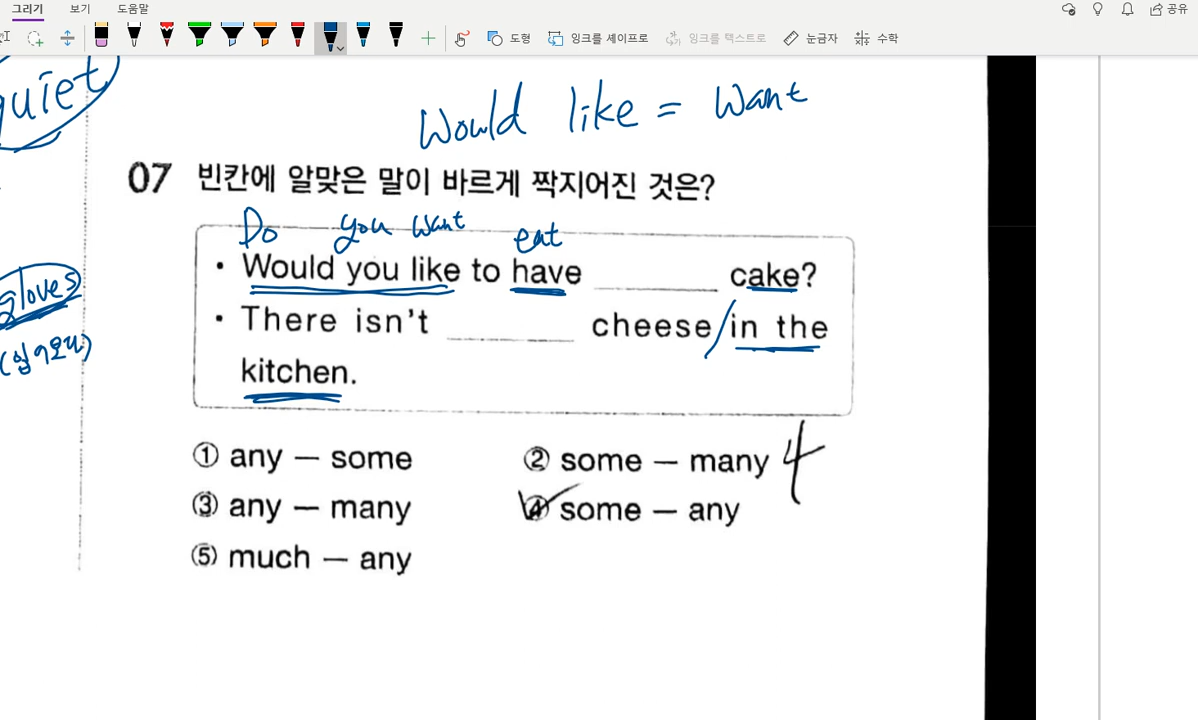 그리기 보기 도움말
공유
도형 잉크를 셰이프로 잉크를 텍스트로 눈금자 수학
quiet
Would like = Want
07 빈칸에 알맞은 말이 바르게 짝지어진 것은?
Do you want eat
• Would you like to have ________ cake?
gloves
• There isn't ________ cheese/in the
kitchen.
① any — some ② some — many 4
③ any — many ④ some — any
⑤ much — any